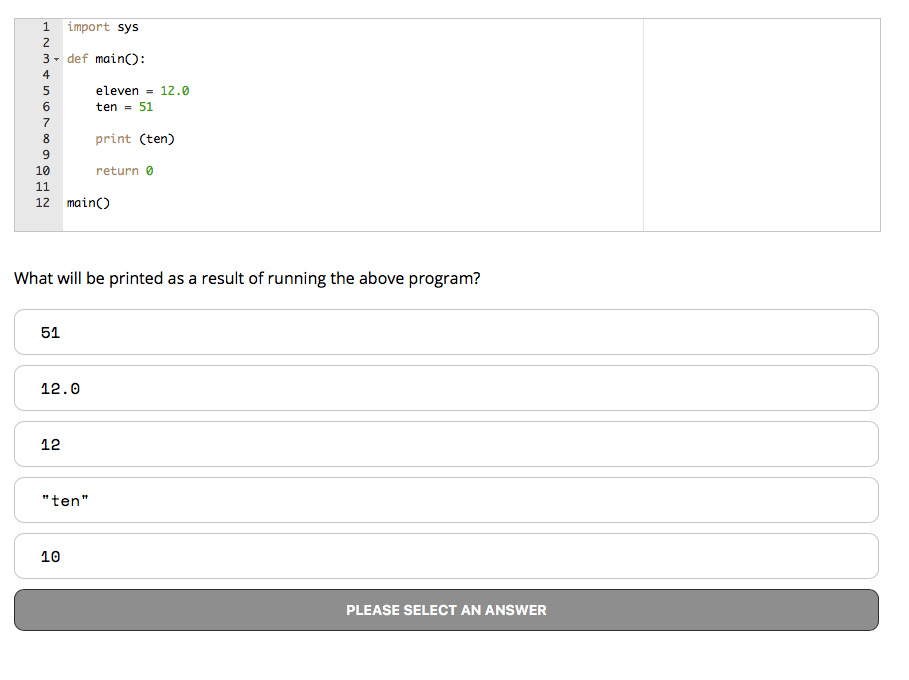 1 import sys
2
3 def main():
4
5     eleven = 12.0
6     ten = 51
7
8     print (ten)
9
10     return 0
11
12 main()
What will be printed as a result of running the above program?
51
12.0
12
"ten"
10
PLEASE SELECT AN ANSWER